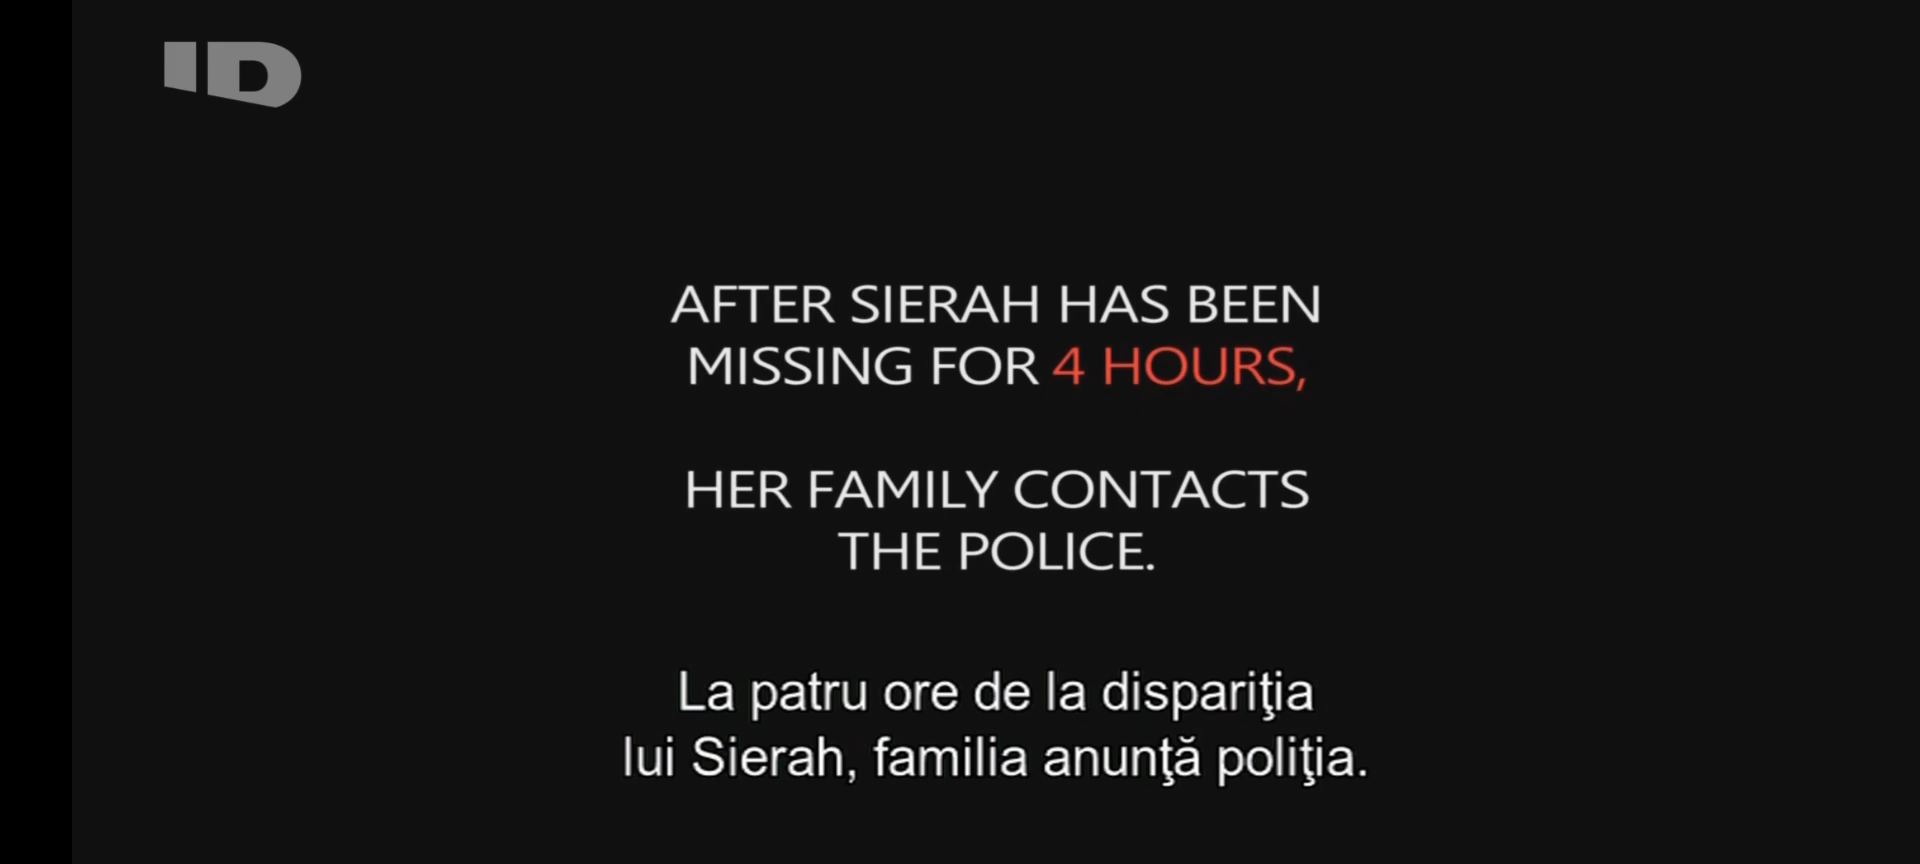 ID
AFTER SIERAH HAS BEEN
MISSING FOR 4 HOURS,
HER FAMILY CONTACTS
THE POLICE.
La patru ore de la dispariţia
lui Sierah, familia anunţă poliţia.